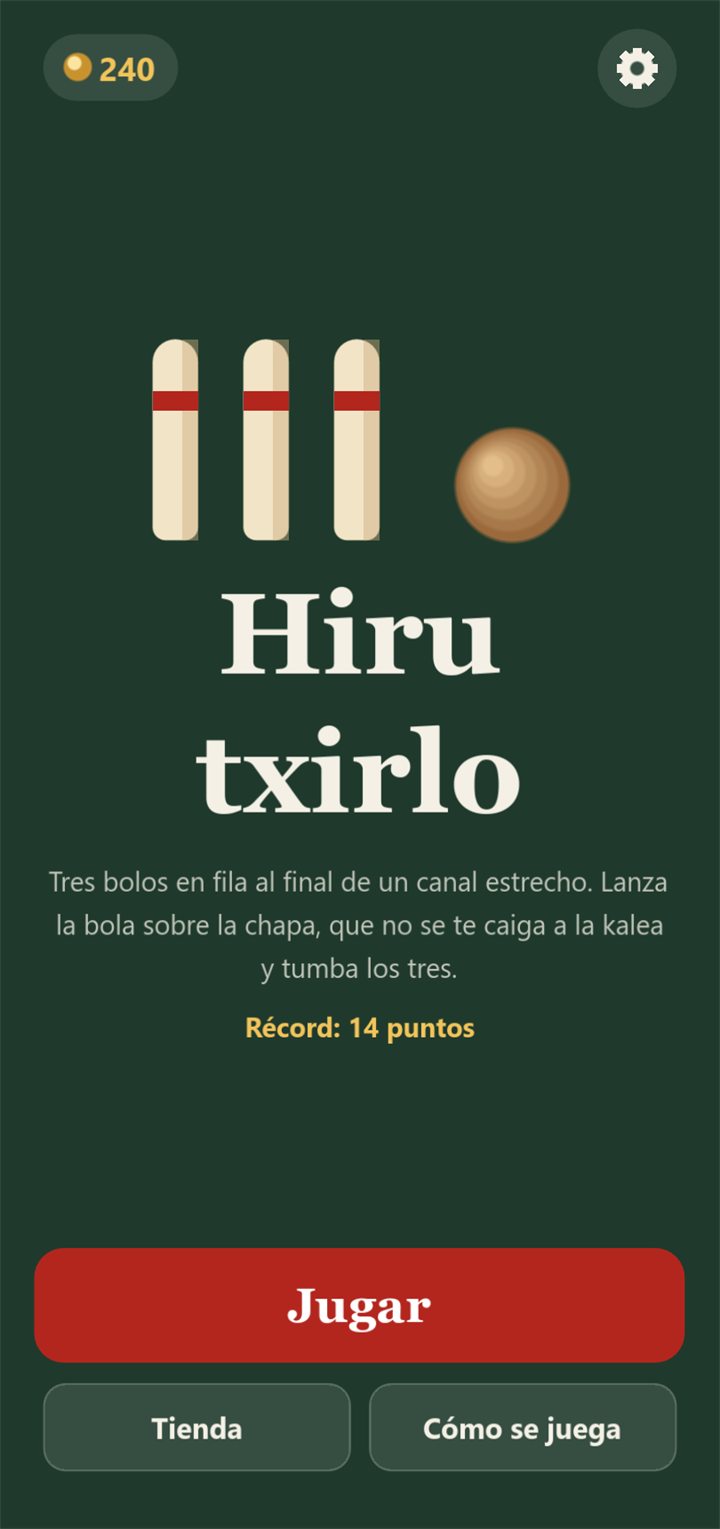 240
Hiru
txirlo
Tres bolos en fila al final de un canal estrecho. Lanza
la bola sobre la chapa, que no se te caiga a la kalea
y tumba los tres.
Récord: 14 puntos
Jugar
Tienda
Cómo se juega